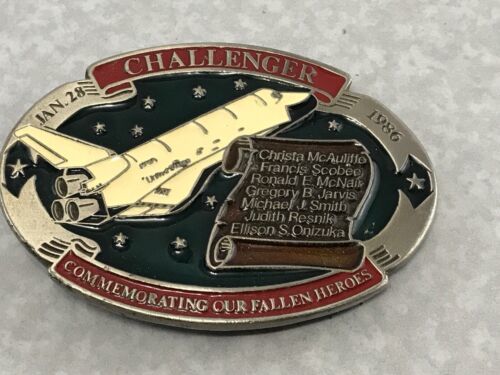 CHALLENGER
JAN. 28
1986
Christa McAuliffe
Francis Scobee
Ronald E. McNair
Gregory B. Jarvis
Michael J. Smith
Judith Resnik
Ellison S. Onizuka
COMMEMORATING OUR FALLEN HEROES